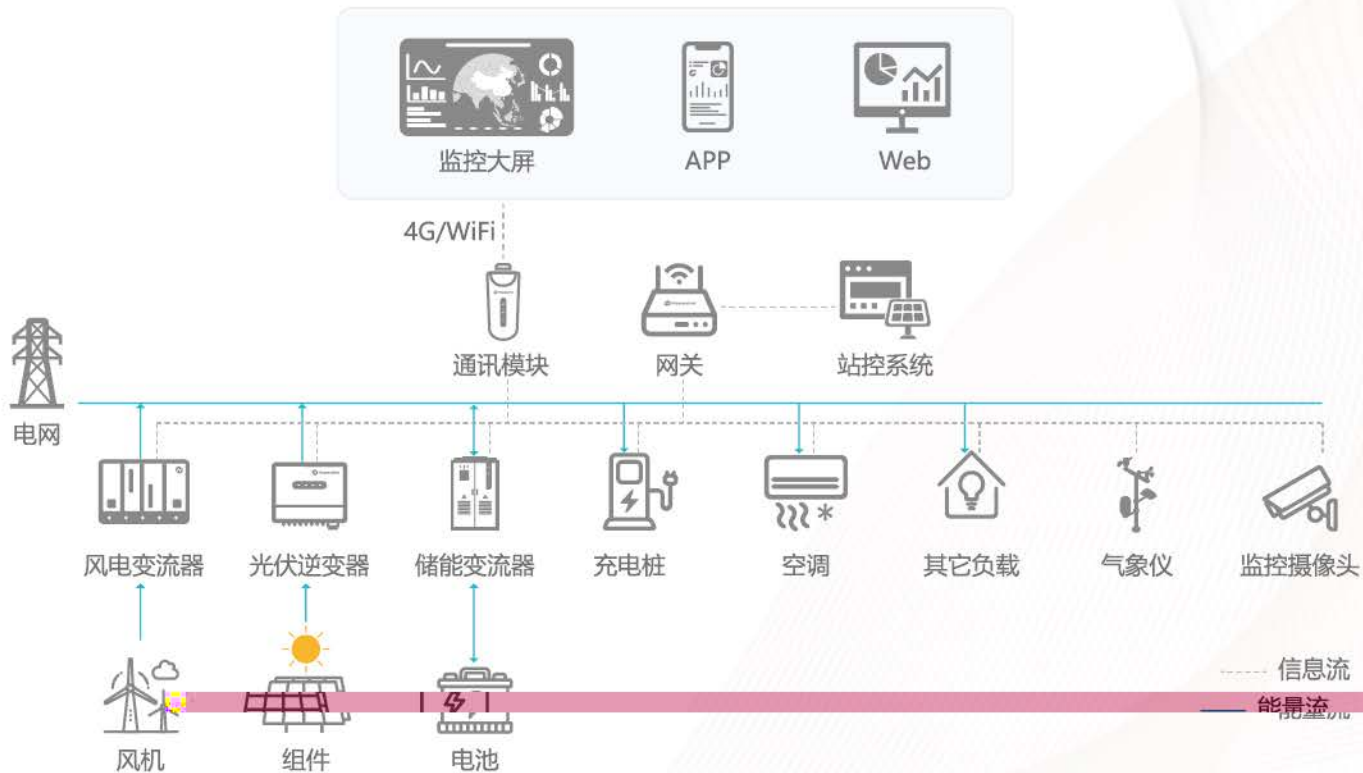 监控大屏
APP
Web
4G/WiFi
通讯模块
网关
站控系统
电网
风电变流器
光伏逆变器
储能变流器
充电桩
空调
其它负载
气象仪
监控摄像头
信息流
能量流
风机
组件
电池